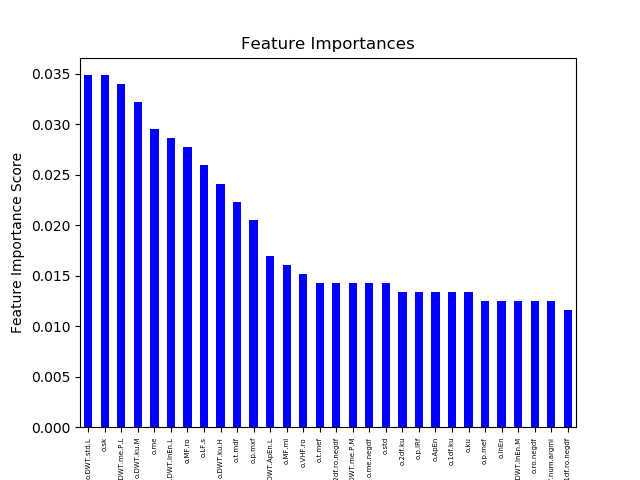 Feature Importances
Feature Importance Score
0.035
0.030
0.025
0.020
0.015
0.010
0.005
0.000
o.DWT.std.L
o.sk
DWT.me.P.L
o.DWT.ku.M
o.me
.DWT.InEn.L
o.MF.ro
o.LF.s
o.DWT.ku.H
o.t.mdf
o.p.mxf
DWT.ApEn.L
o.MF.mi
o.VHF.ro
o.t.mef
2df.ro.negdf
DWT.me.P.M
o.me.negdf
o.std
o.2df.ku
o.p.IRf
o.ApEn
o.1df.ku
o.ku
o.p.mef
o.InEn
DWT.InEn.M
o.ro.negdf
.num.argmi
1df.ro.negdf